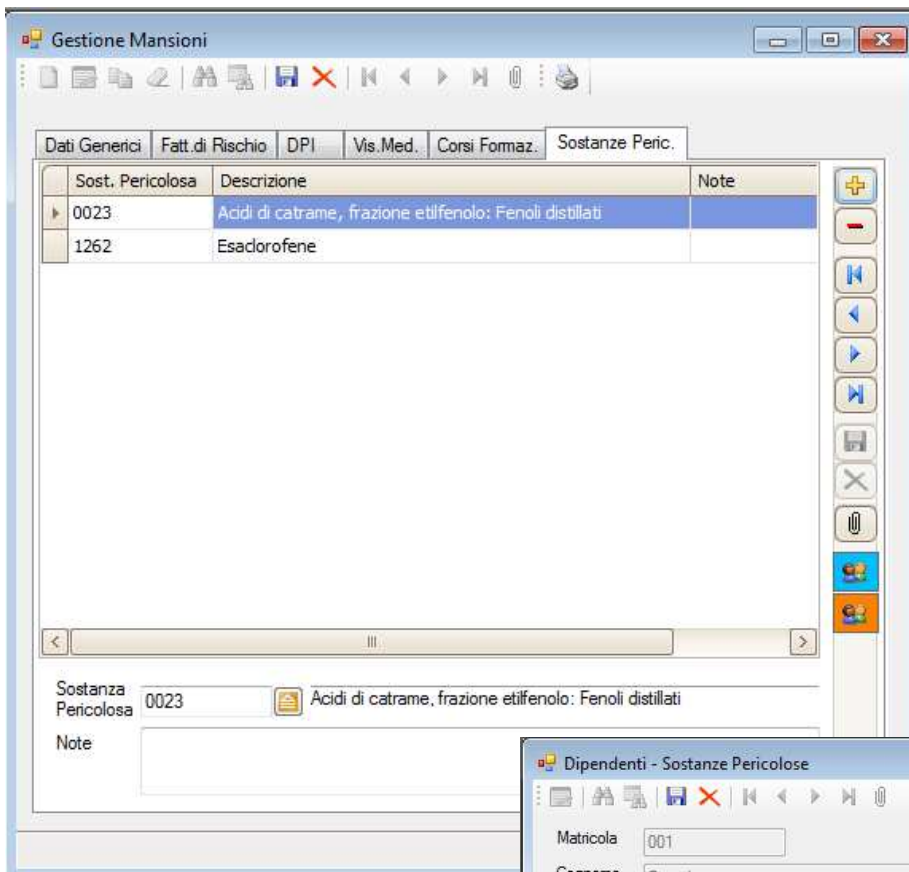 Gestione Mansioni
Dati Generici Fatt.di Rischio DPI Vis.Med. Corsi Formaz. Sostanze Peric.
Sost. Pericolosa Descrizione Note
0023 Acidi di catrame, frazione etilfenolo: Fenoli distillati
1262 Esaclorofene
Sostanza
Pericolosa 0023 Acidi di catrame, frazione etilfenolo: Fenoli distillati
Note
Dipendenti - Sostanze Pericolose
Matricola 001